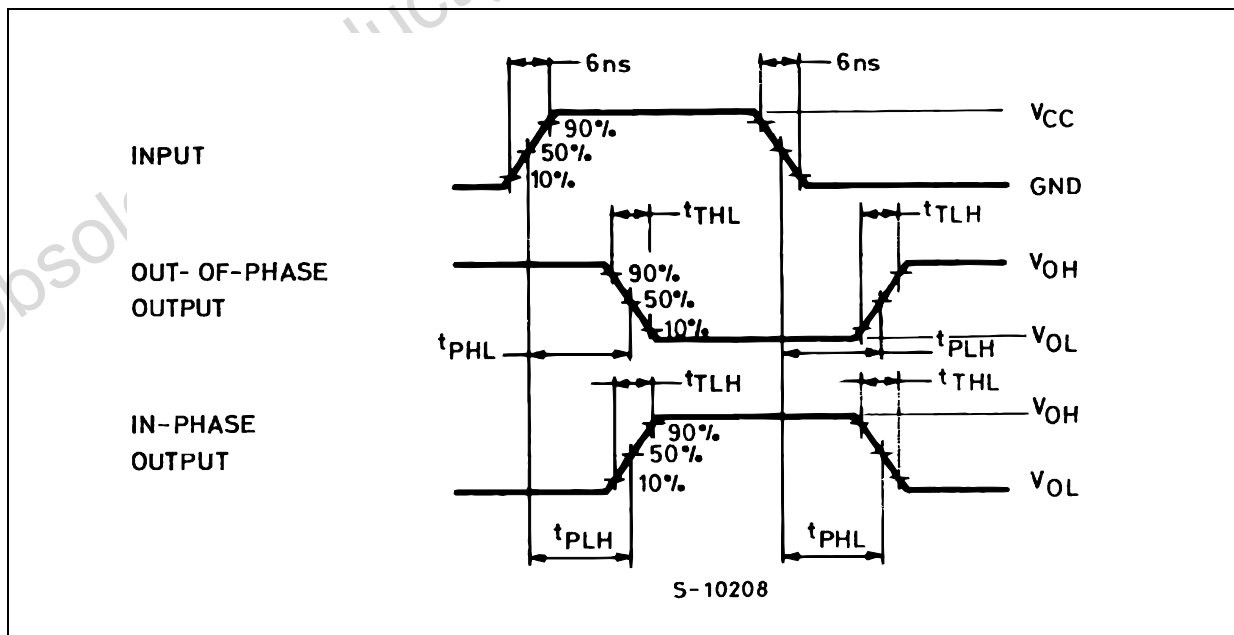 6ns 6ns
VCC
90%
INPUT
50%
10%
GND
tTHL tTLH
OUT-OF-PHASE
OUTPUT
VOH
90%
50%
10%
tPHL tPLH VOL
tTLH tTHL
IN-PHASE
OUTPUT
VOH
90%
50%
10%
VOL
tPLH tPHL
S-10208